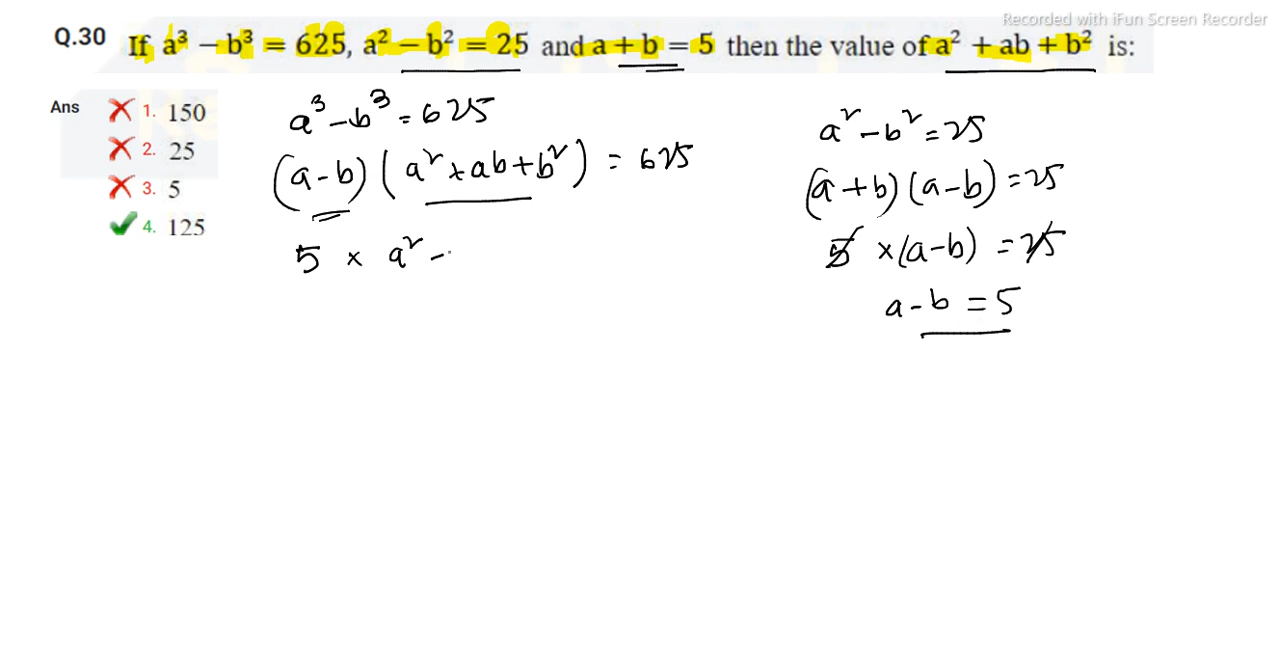 Recorded with iFun Screen Recorder
Q.30 If a³ − b³ = 625, a² − b² = 25 and a + b = 5 then the value of a² + ab + b² is:
Ans 1. 150
2. 25
3. 5
4. 125
a³ − b³ = 625
(a − b) (a² + ab + b²) = 625
5 × a² −
a² − b² = 25
(a + b) (a − b) = 25
5 × (a − b) = 25
a − b = 5